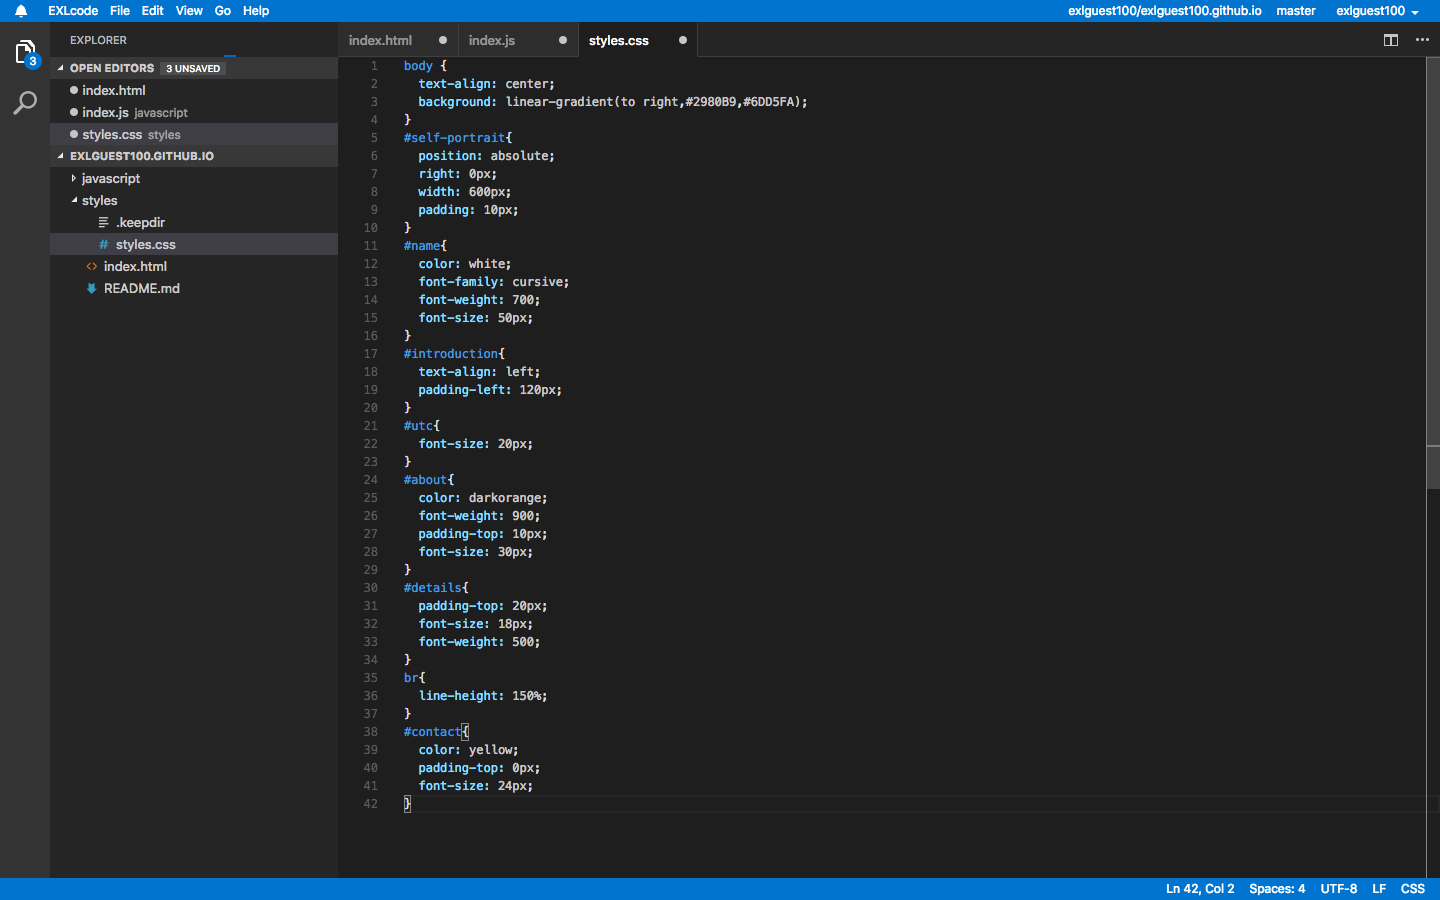 EXLcode File Edit View Go Help exlguest100/exlguest100.github.io master exlguest100
EXPLORER
3
OPEN EDITORS 3 UNSAVED
index.html
index.js javascript
styles.css styles
EXLGUEST100.GITHUB.IO
javascript
styles
.keepdir
# styles.css
<> index.html
README.md
index.html index.js styles.css
1 body {
2 text-align: center;
3 background: linear-gradient(to right,#2980B9,#6DD5FA);
4 }
5 #self-portrait{
6 position: absolute;
7 right: 0px;
8 width: 600px;
9 padding: 10px;
10 }
11 #name{
12 color: white;
13 font-family: cursive;
14 font-weight: 700;
15 font-size: 50px;
16 }
17 #introduction{
18 text-align: left;
19 padding-left: 120px;
20 }
21 #utc{
22 font-size: 20px;
23 }
24 #about{
25 color: darkorange;
26 font-weight: 900;
27 padding-top: 10px;
28 font-size: 30px;
29 }
30 #details{
31 padding-top: 20px;
32 font-size: 18px;
33 font-weight: 500;
34 }
35 br{
36 line-height: 150%;
37 }
38 #contact{
39 color: yellow;
40 padding-top: 0px;
41 font-size: 24px;
42 }
Ln 42, Col 2 Spaces: 4 UTF-8 LF CSS